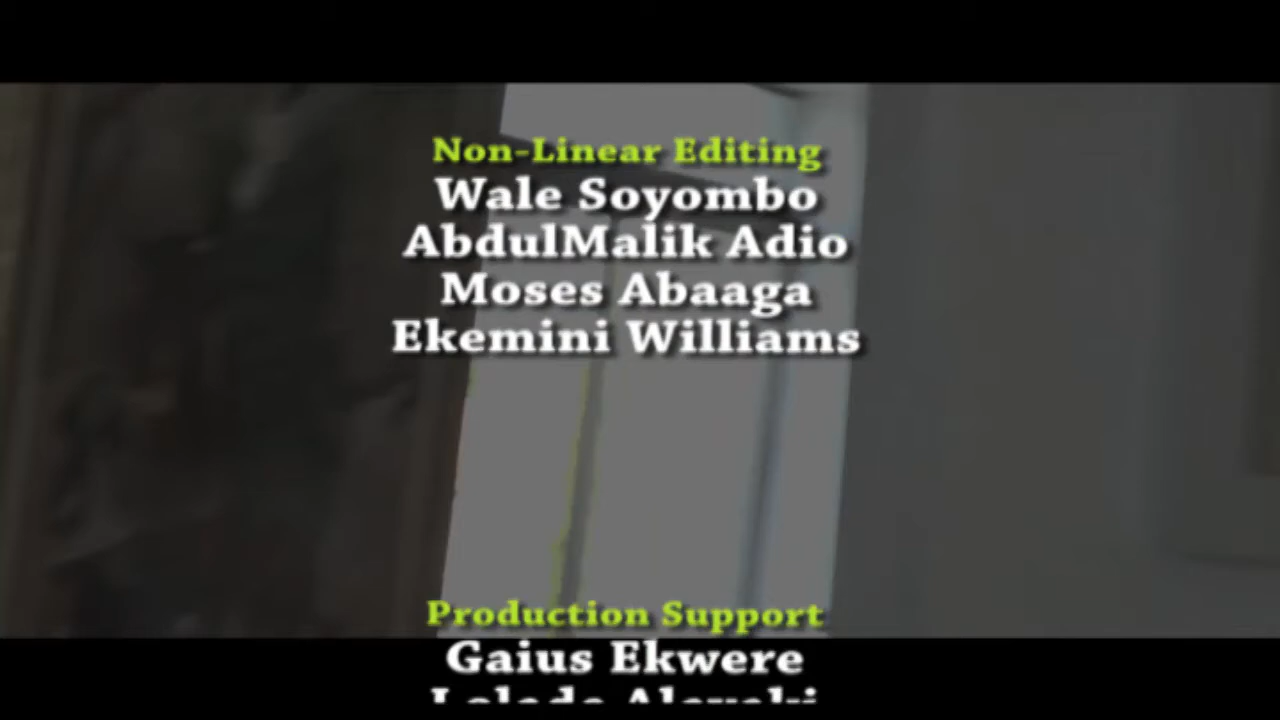 Non-Linear Editing
Wale Soyombo
AbdulMalik Adio
Moses Abaaga
Ekemini Williams
Production Support
Gaius Ekwere